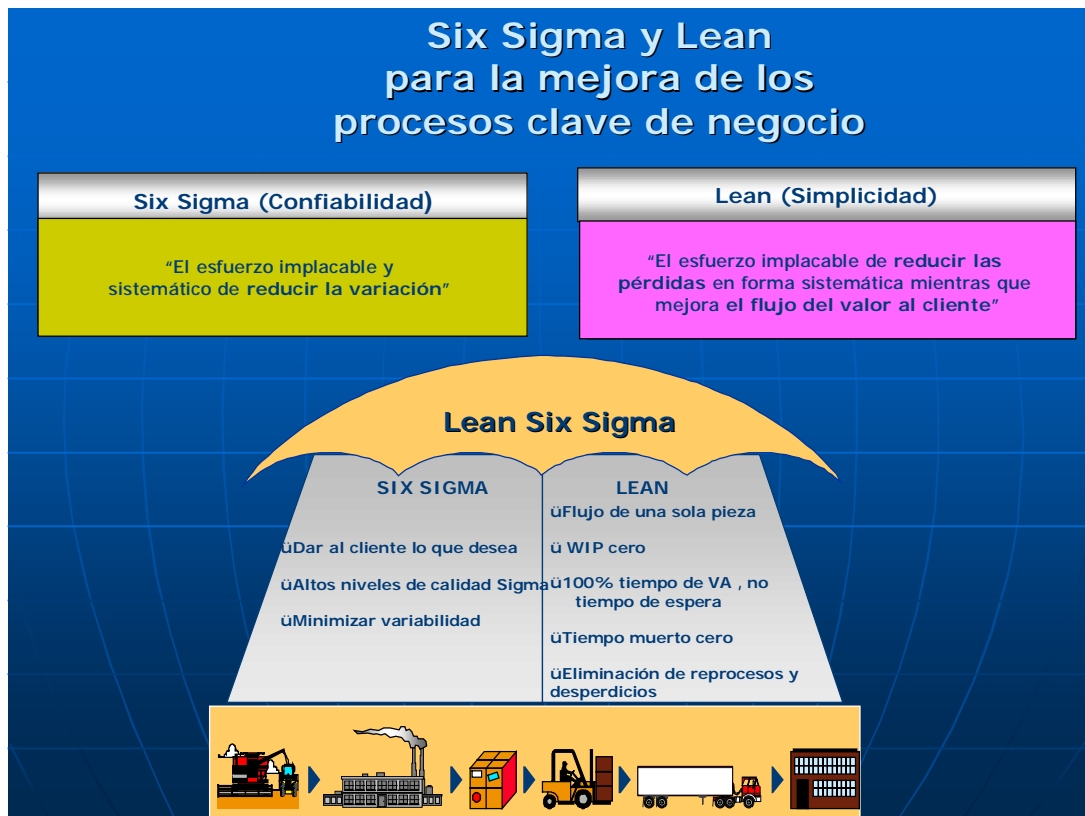 Six Sigma y Lean
para la mejora de los
procesos clave de negocio
Six Sigma (Confiabilidad)
“El esfuerzo implacable y
sistemático de reducir la variación”
Lean (Simplicidad)
“El esfuerzo implacable de reducir las
pérdidas en forma sistemática mientras que
mejora el flujo del valor al cliente”
Lean Six Sigma
SIX SIGMA
üDar al cliente lo que desea
üAltos niveles de calidad Sigma
üMinimizar variabilidad
LEAN
üFlujo de una sola pieza
ü WIP cero
ü100% tiempo de VA , no
tiempo de espera
üTiempo muerto cero
üEliminación de reprocesos y
desperdicios